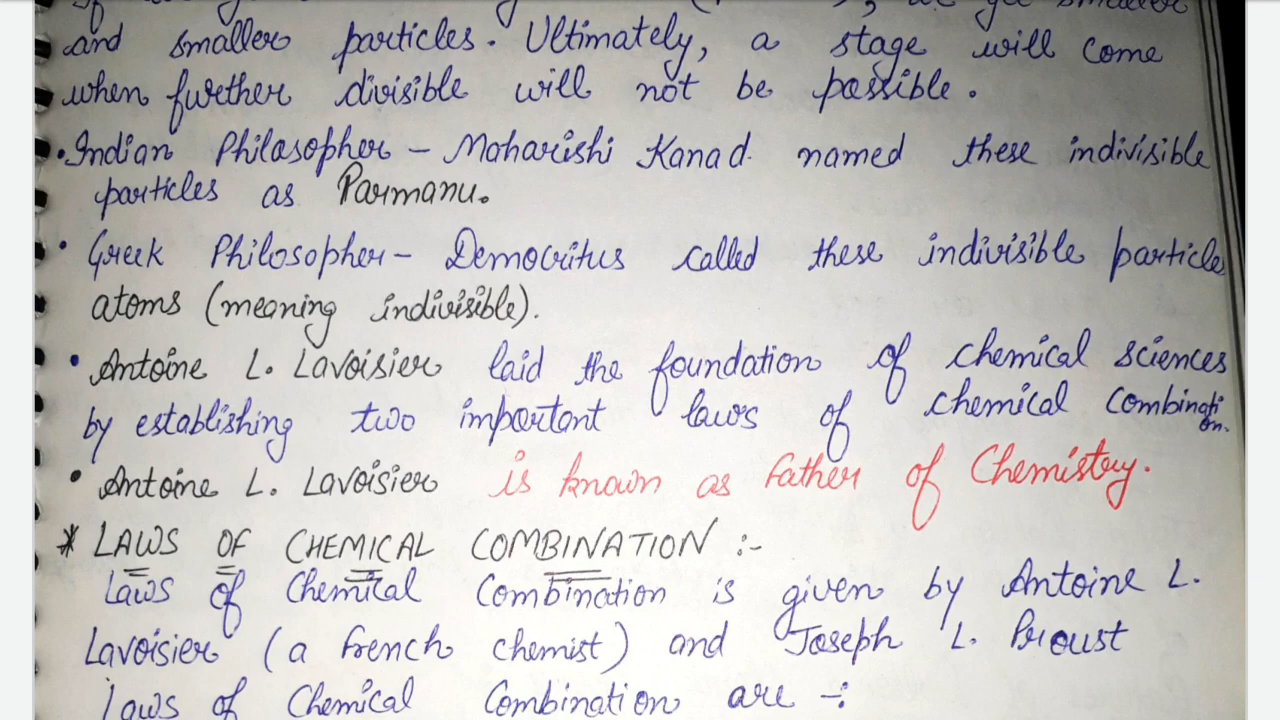 and smaller particles. Ultimately, a stage will come
when further divisible will not be possible.
• Indian Philosopher – Maharishi Kanad named these indivisible
particles as Parmanu.
• Greek Philosopher – Democritus called these indivisible particles
atoms (meaning indivisible).
• Antoine L. Lavoisier laid the foundation of chemical sciences
by establishing two important laws of chemical combination.
• Antoine L. Lavoisier is known as Father of Chemistry.
* LAWS OF CHEMICAL COMBINATION :-
Laws of Chemical Combination is given by Antoine L.
Lavoisier (a French chemist) and Joseph L. Proust
Laws of Chemical Combination are -: